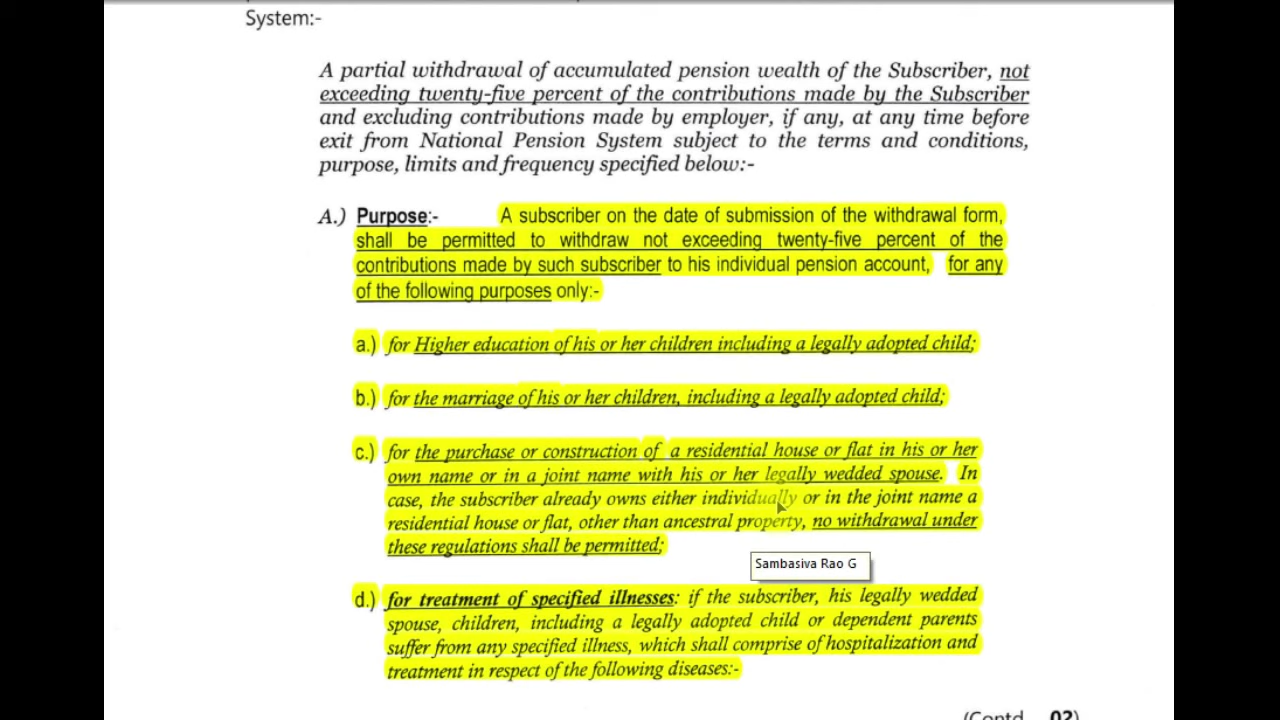 System:-
A partial withdrawal of accumulated pension wealth of the Subscriber, not
exceeding twenty-five percent of the contributions made by the Subscriber
and excluding contributions made by employer, if any, at any time before
exit from National Pension System subject to the terms and conditions,
purpose, limits and frequency specified below:-
A.) Purpose:- A subscriber on the date of submission of the withdrawal form,
shall be permitted to withdraw not exceeding twenty-five percent of the
contributions made by such subscriber to his individual pension account, for any
of the following purposes only:-
a.) for Higher education of his or her children including a legally adopted child;
b.) for the marriage of his or her children, including a legally adopted child;
c.) for the purchase or construction of a residential house or flat in his or her
own name or in a joint name with his or her legally wedded spouse. In
case, the subscriber already owns either individually or in the joint name a
residential house or flat, other than ancestral property, no withdrawal under
these regulations shall be permitted;
Sambasiva Rao G
d.) for treatment of specified illnesses: if the subscriber, his legally wedded
spouse, children, including a legally adopted child or dependent parents
suffer from any specified illness, which shall comprise of hospitalization and
treatment in respect of the following diseases:-
(Contd 02)